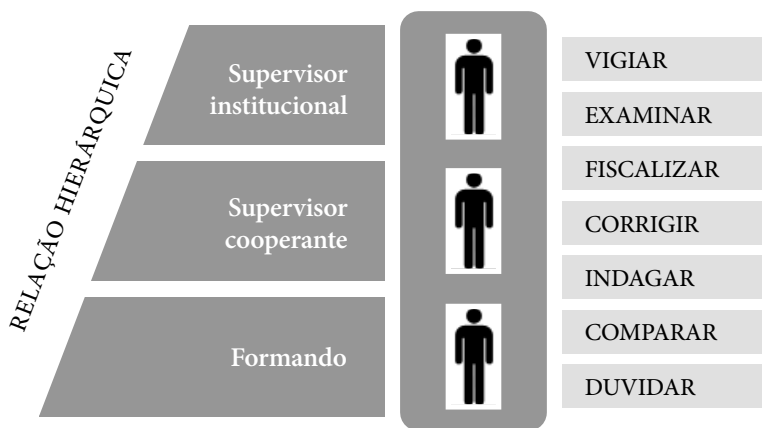 RELAÇÃO HIERÁRQUICA
Supervisor
institucional
Supervisor
cooperante
Formando
VIGIAR
EXAMINAR
FISCALIZAR
CORRIGIR
INDAGAR
COMPARAR
DUVIDAR